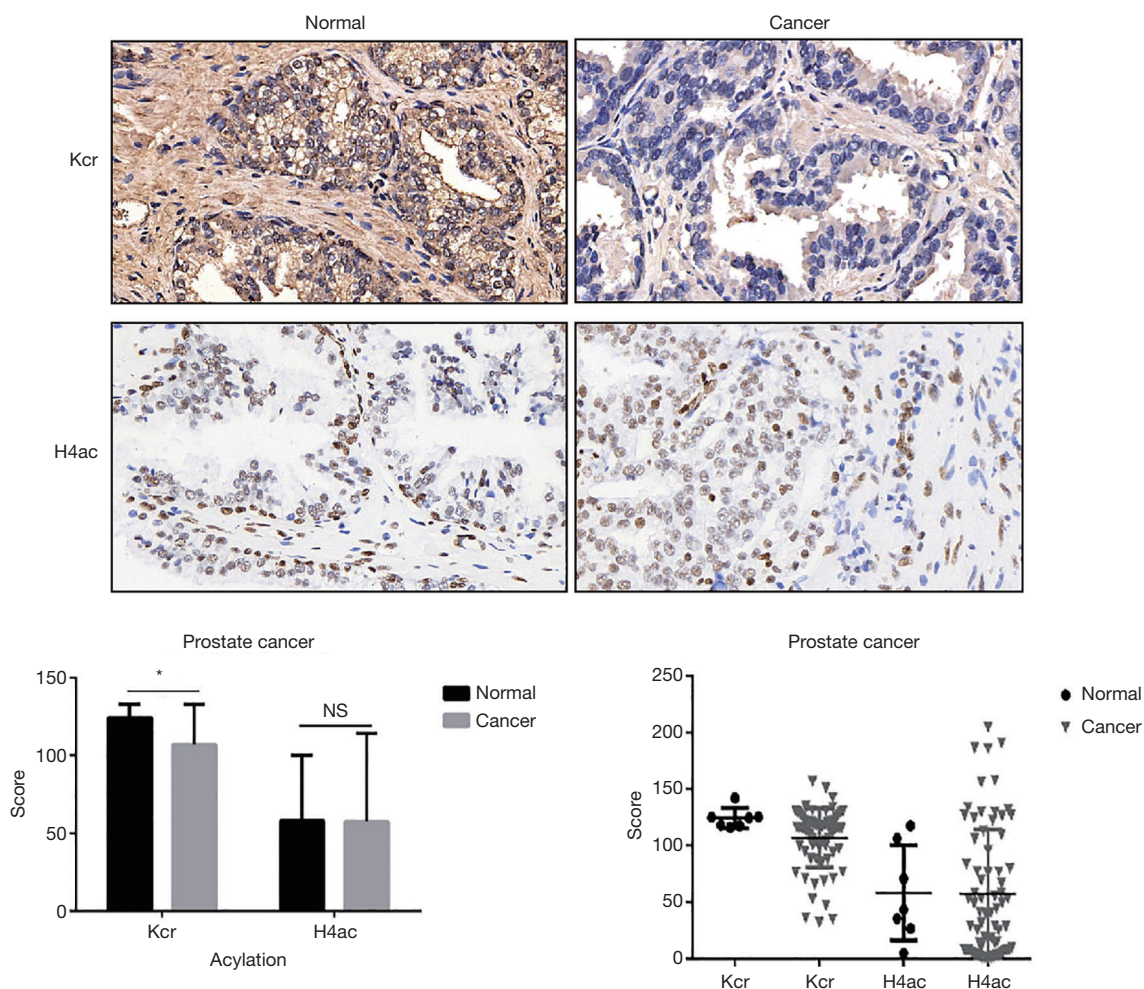 Normal
Cancer
Kcr
H4ac
Prostate cancer
150
100
50
0
Score
*
NS
Normal
Cancer
Kcr
H4ac
Acylation
Prostate cancer
250
200
150
100
50
0
Score
Normal
Cancer
Kcr
Kcr
H4ac
H4ac